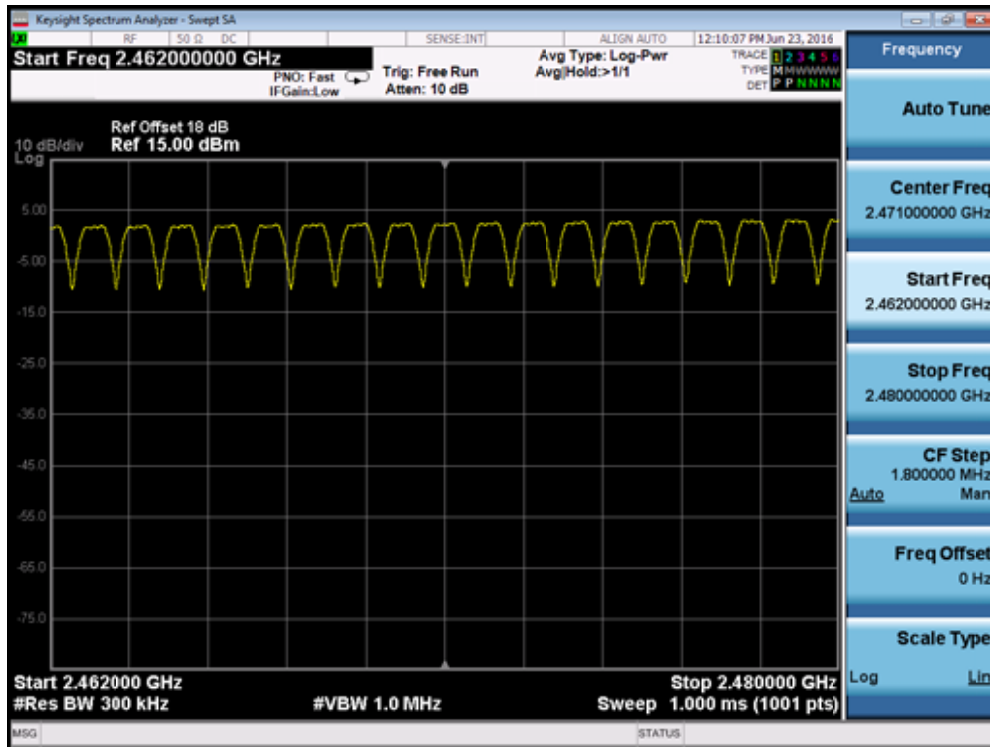 Keysight Spectrum Analyzer - Swept SA
RF 50 Ω DC SENSE:INT ALIGN AUTO 12:10:07 PM Jun 23, 2016
Start Freq 2.462000000 GHz
PNO: Fast
IFGain:Low
Trig: Free Run
Atten: 10 dB
Avg Type: Log-Pwr
Avg|Hold:>1/1
TRACE 1 2 3 4 5 6
TYPE M M W W W W
DET P P N N N N
Ref Offset 18 dB
10 dB/div Ref 15.00 dBm
Log
5.00
-5.00
-15.0
-25.0
-35.0
-45.0
-55.0
-65.0
-75.0
Start 2.462000 GHz Stop 2.480000 GHz
#Res BW 300 kHz #VBW 1.0 MHz Sweep 1.000 ms (1001 pts)
MSG STATUS
Frequency
Auto Tune
Center Freq
2.471000000 GHz
Start Freq
2.462000000 GHz
Stop Freq
2.480000000 GHz
CF Step
1.800000 MHz
Auto Man
Freq Offset
0 Hz
Scale Type
Log Lin